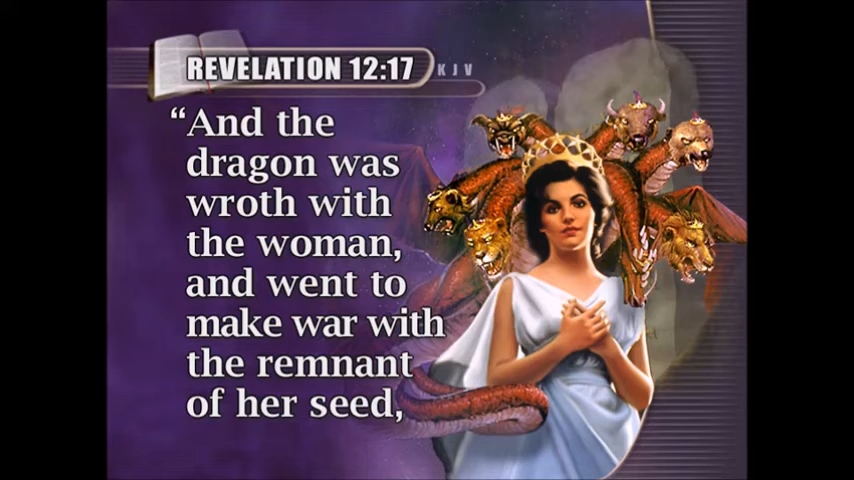 REVELATION 12:17 KJV
“And the
dragon was
wroth with
the woman,
and went to
make war with
the remnant
of her seed,